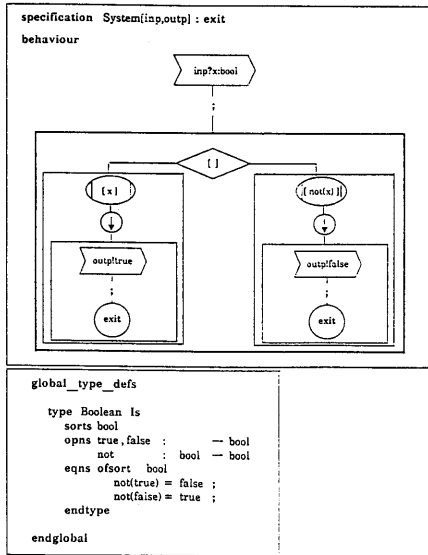 specification System[inp,outp] : exit
behaviour
inp?x:bool
;
[ ]
[ x ]
[ not(x) ]
outp!true
outp!false
;
;
exit
exit
global_type_defs
type Boolean Is
sorts bool
opns true,false : — bool
not : bool — bool
eqns ofsort bool
not(true) = false ;
not(false) = true ;
endtype
endglobal